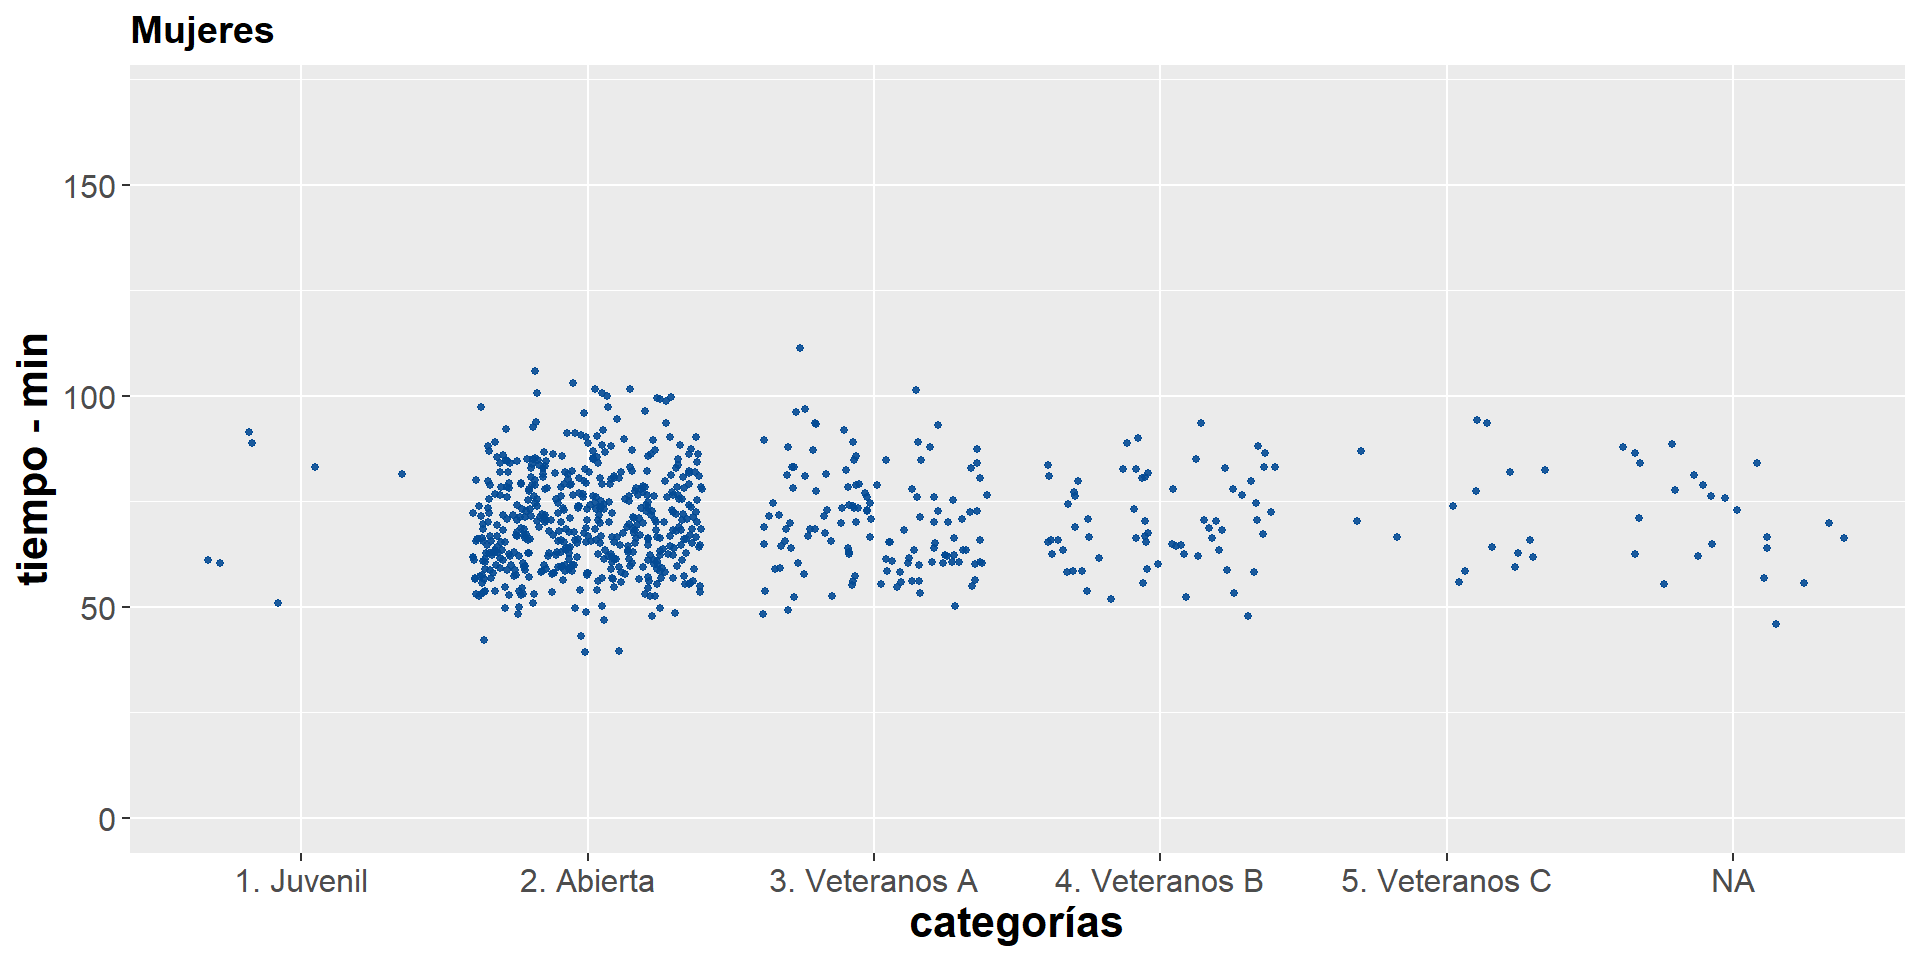 Mujeres
tiempo - min
150
100
50
0
1. Juvenil 2. Abierta 3. Veteranos A 4. Veteranos B 5. Veteranos C NA
categorías